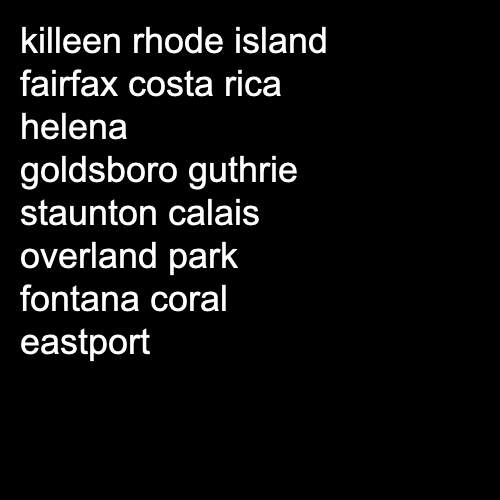 killeen rhode island
fairfax costa rica
helena
goldsboro guthrie
staunton calais
overland park
fontana coral
eastport